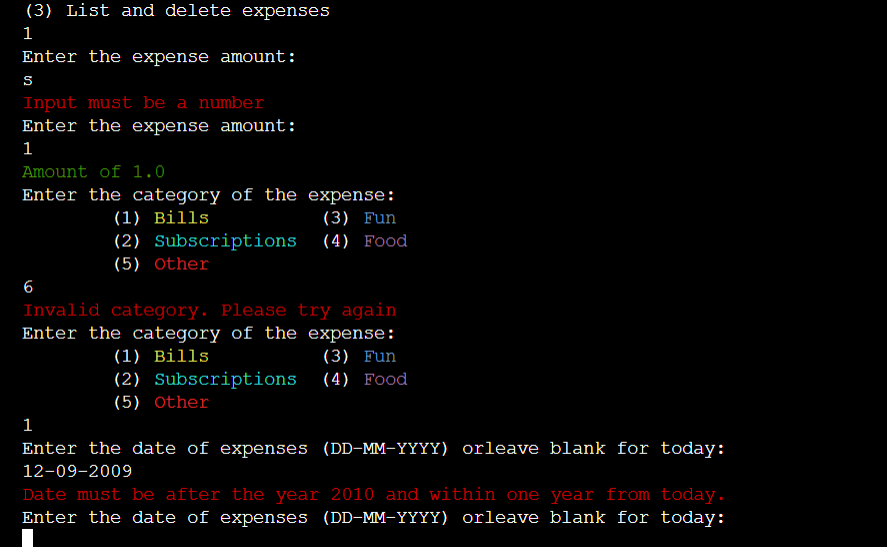 (3) List and delete expenses
1
Enter the expense amount:
s
Input must be a number
Enter the expense amount:
1
Amount of 1.0
Enter the category of the expense:
(1) Bills (3) Fun
(2) Subscriptions (4) Food
(5) Other
6
Invalid category. Please try again
Enter the category of the expense:
(1) Bills (3) Fun
(2) Subscriptions (4) Food
(5) Other
1
Enter the date of expenses (DD-MM-YYYY) orleave blank for today:
12-09-2009
Date must be after the year 2010 and within one year from today.
Enter the date of expenses (DD-MM-YYYY) orleave blank for today: